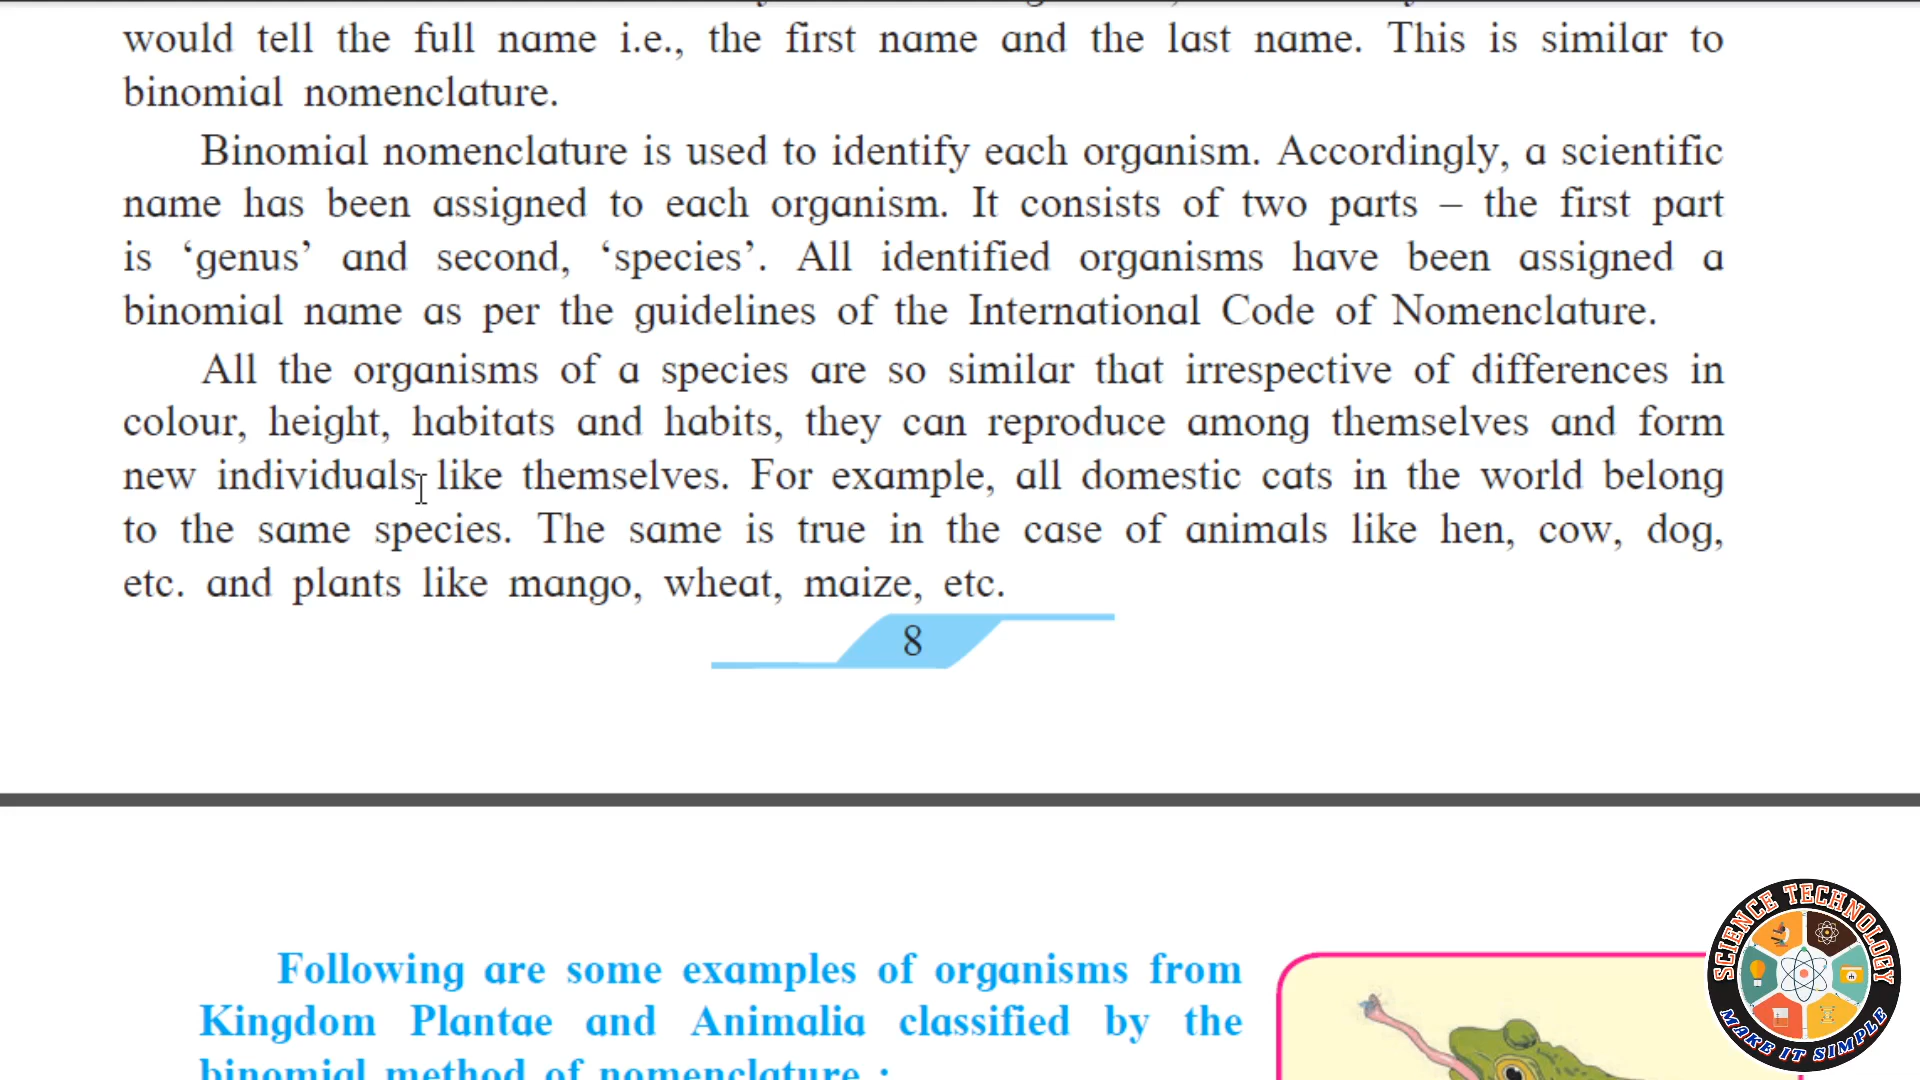 would tell the full name i.e., the first name and the last name. This is similar to
binomial nomenclature.
Binomial nomenclature is used to identify each organism. Accordingly, a scientific
name has been assigned to each organism. It consists of two parts – the first part
is ‘genus’ and second, ‘species’. All identified organisms have been assigned a
binomial name as per the guidelines of the International Code of Nomenclature.
All the organisms of a species are so similar that irrespective of differences in
colour, height, habitats and habits, they can reproduce among themselves and form
new individuals like themselves. For example, all domestic cats in the world belong
to the same species. The same is true in the case of animals like hen, cow, dog,
etc. and plants like mango, wheat, maize, etc.
8
Following are some examples of organisms from
Kingdom Plantae and Animalia classified by the
binomial method of nomenclature :
SCIENCE TECHNOLOGY
MAKE IT SIMPLE